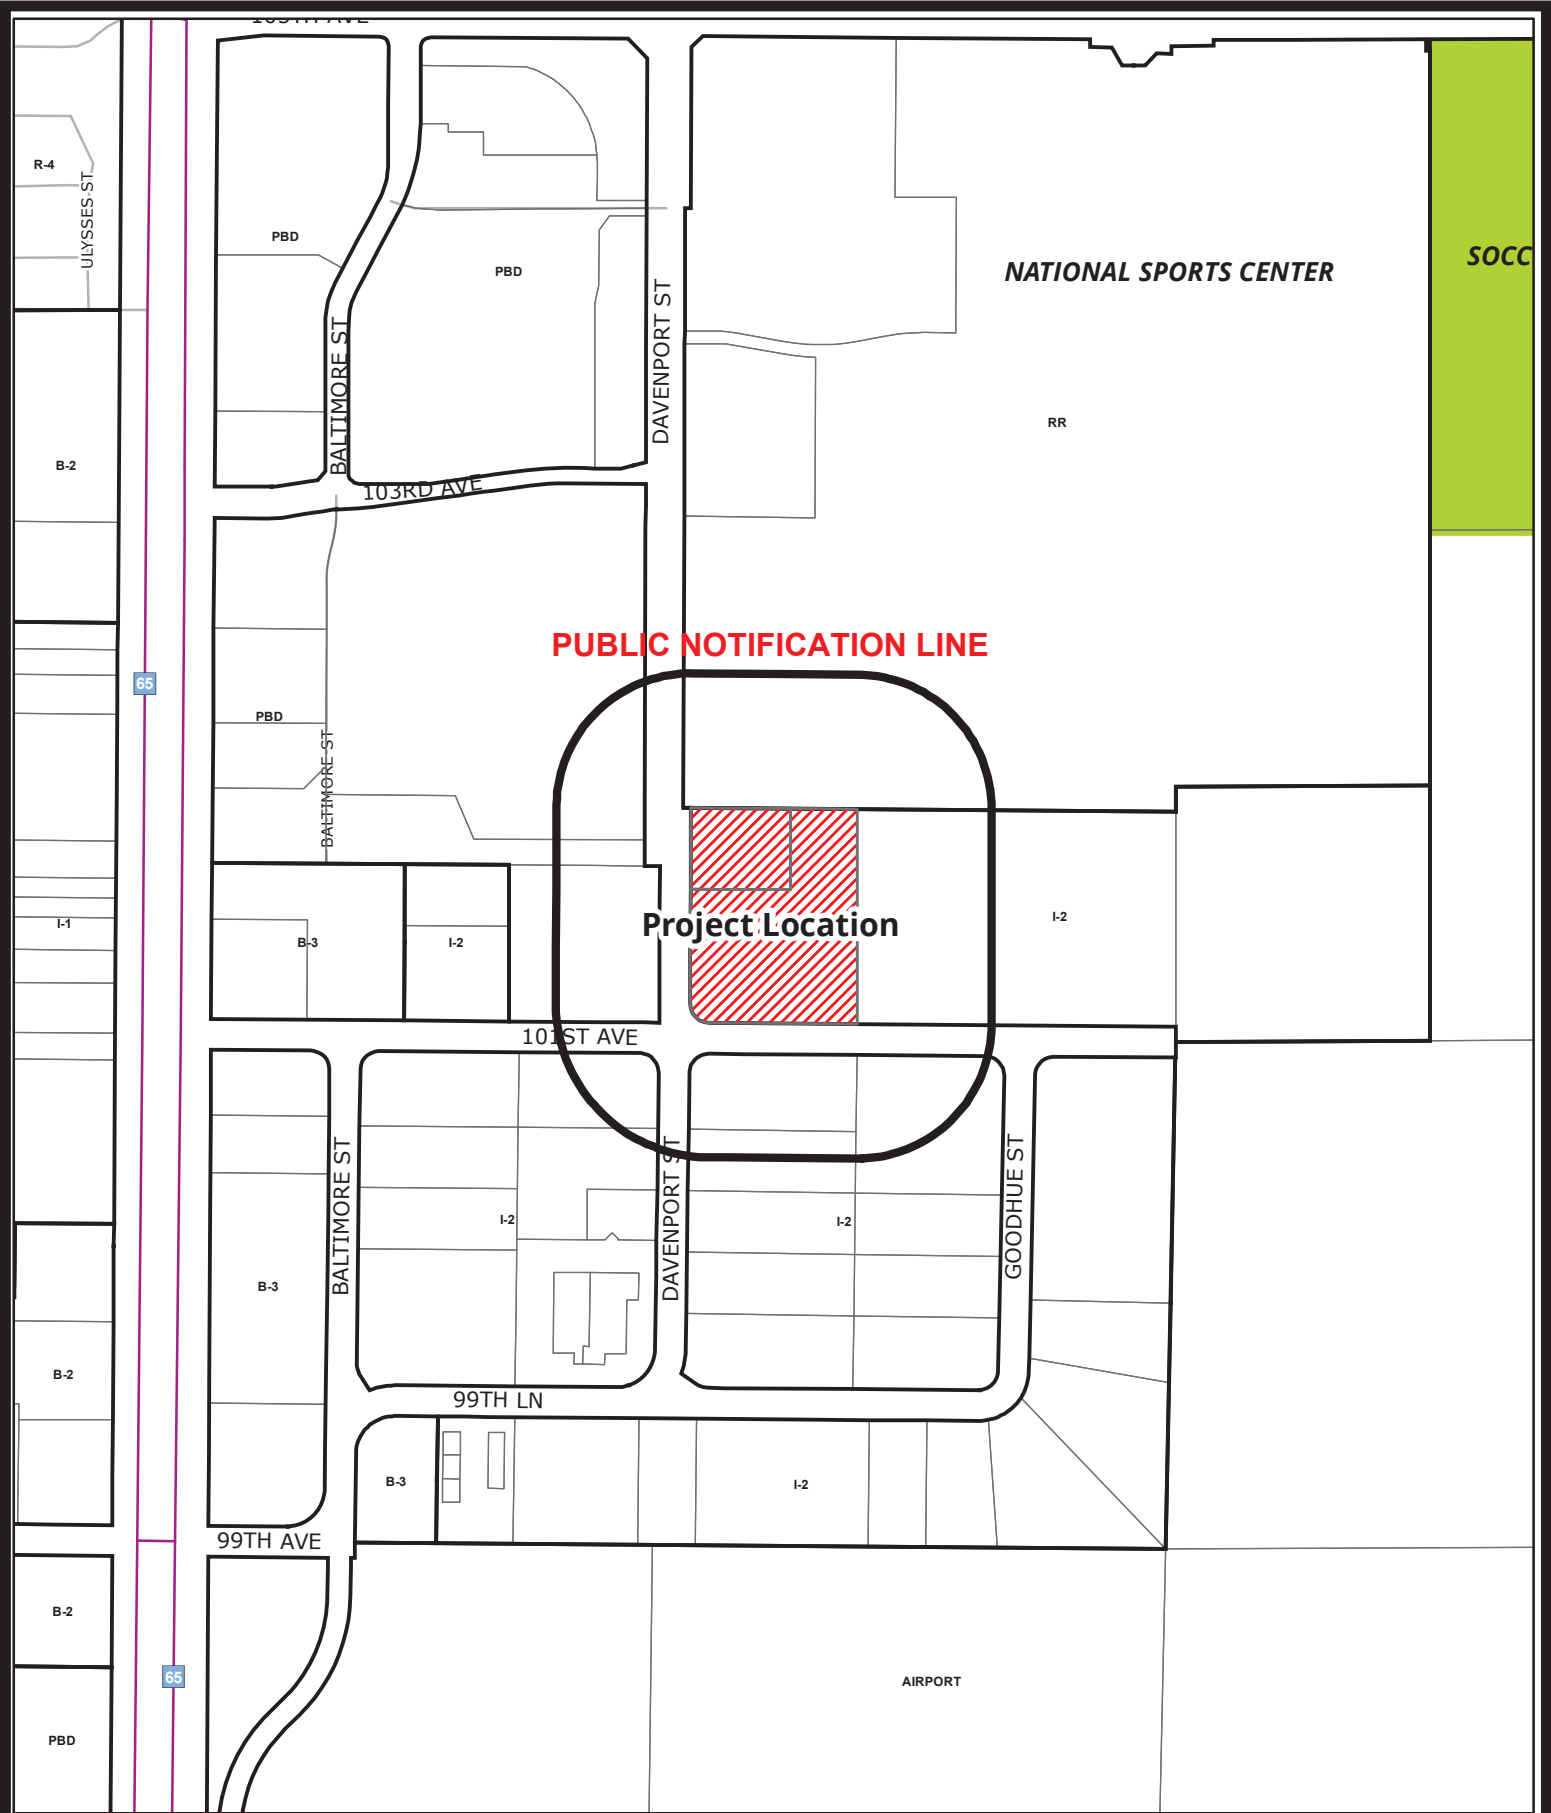 105TH AVE
R-4
ULYSSES ST
PBD
PBD
NATIONAL SPORTS CENTER
SOCC
BALTIMORE ST
DAVENPORT ST
RR
B-2
103RD AVE
PUBLIC NOTIFICATION LINE
65
PBD
BALTIMORE ST
I-1
B-3
I-2
Project Location
I-2
101ST AVE
BALTIMORE ST
DAVENPORT ST
GOODHUE ST
I-2
I-2
B-3
B-2
99TH LN
B-3
I-2
99TH AVE
B-2
65
AIRPORT
PBD